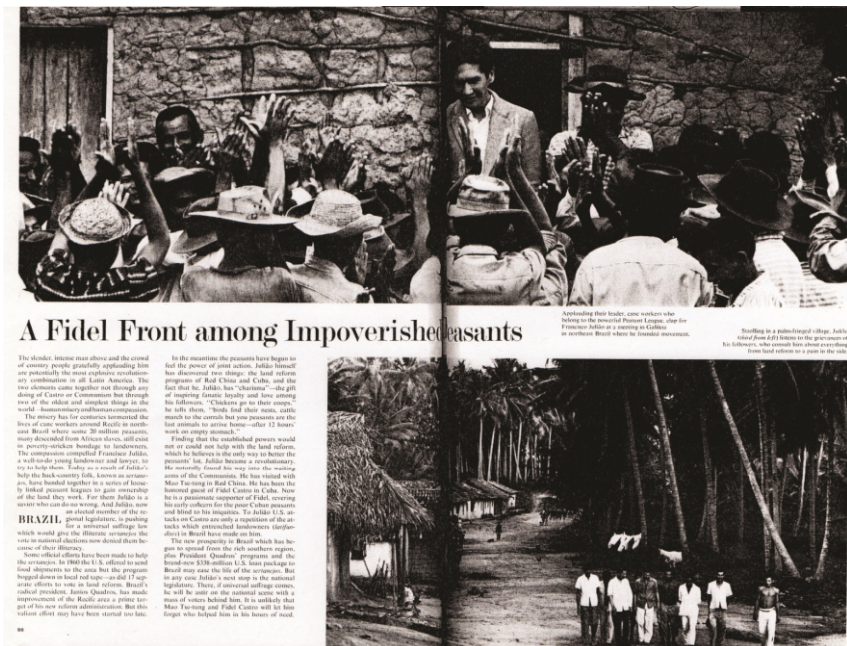 A Fidel Front among Impoverished easants
Applauding their leader, cane workers who
belong to the powerful Peasant League, clap for
Francisco Julião at a meeting in Galileia
in northeast Brazil where he founded movement.
Strolling in a palm-fringed village, Julião
(third from left) listens to the grievances of
his followers, who consult him about everything
from land reform to a pain in the side.
The slender, intense man above and the crowd
of country people gratefully applauding him
are potentially the most explosive revolution-
ary combination in all Latin America. The
two elements came together not through any
doing of Castro or Communism but through
two of the oldest and simplest things in the
world—human misery and human compassion.
The misery has for centuries tormented the
lives of cane workers around Recife in north-
east Brazil where some 20 million peasants,
many descended from African slaves, still exist
in poverty-stricken bondage to landowners.
The compassion compelled Francisco Julião,
a well-to-do young landowner and lawyer, to
try to help them. Today as a result of Julião's
help the back-country folk, known as sertane-
jos, have banded together in a series of loose-
ly linked peasant leagues to gain ownership
of the land they work. For them Julião is a
savior who can do no wrong. And Julião, now
BRAZIL an elected member of the re-
gional legislature, is pushing
for a universal suffrage law
which would give the illiterate sertanejos the
vote in national elections now denied them be-
cause of their illiteracy.
Some official efforts have been made to help
the sertanejos. In 1960 the U.S. offered to send
food shipments to the area but the program
bogged down in local red tape—as did 17 sep-
arate efforts to vote in land reform. Brazil's
radical president, Janios Quadros, has made
improvement of the Recife area a prime tar-
get of his new reform administration. But this
valiant effort may have been started too late.
In the meantime the peasants have begun to
feel the power of joint action. Julião himself
has discovered two things: the land reform
programs of Red China and Cuba, and the
fact that he, Julião, has "charisma"—the gift
of inspiring fanatic loyalty and love among
his followers. "Chickens go to their coops,"
he tells them, "birds find their nests, cattle
march to the corrals but you peasants are the
last animals to arrive home—after 12 hours'
work on empty stomach."
Finding that the established powers would
not or could not help with the land reform,
which he believes is the only way to better the
peasants' lot, Julião became a revolutionary.
He naturally found his way into the waiting
arms of the Communists. He has visited with
Mao Tse-tung in Red China. He has been the
honored guest of Fidel Castro in Cuba. Now
he is a passionate supporter of Fidel, revering
his early concern for the poor Cuban peasants
and blind to his iniquities. To Julião U.S. at-
tacks on Castro are only a repetition of the at-
tacks which entrenched landowners (latifun-
dios) in Brazil have made on him.
The new prosperity in Brazil which has be-
gun to spread from the rich southern region,
plus President Quadros' programs and the
brand-new $338-million U.S. loan package to
Brazil may ease the life of the sertanejos. But
in any case Julião's next stop is the national
legislature. There, if universal suffrage comes,
he will be astir on the national scene with a
mass of voters behind him. It is unlikely that
Mao Tse-tung and Fidel Castro will let him
forget who helped him in his hours of need.